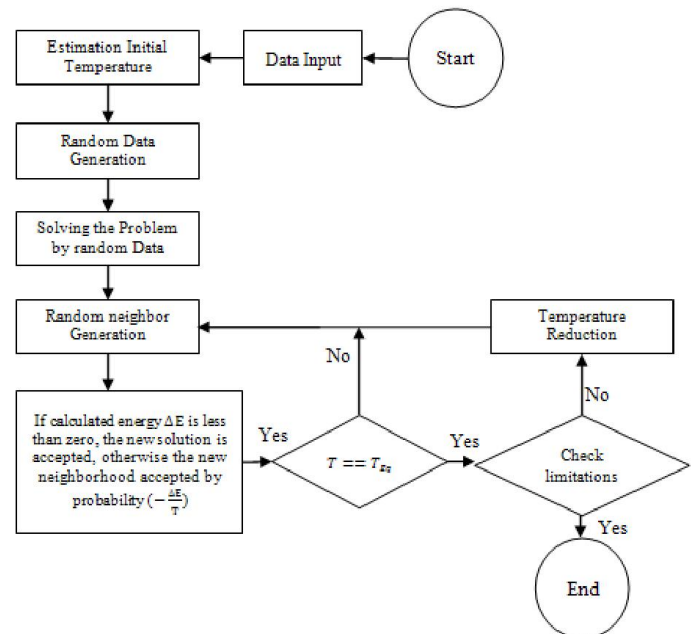 Start
Data Input
Estimation Initial
Temperature
Random Data
Generation
Solving the Problem
by random Data
Random neighbor
Generation
If calculated energy ΔE is less
than zero, the new solution is
accepted, otherwise the new
neighborhood accepted by
probability (−ΔE/T)
Yes
T == T_Eq
No
Yes
Check
limitations
No
Temperature
Reduction
Yes
End